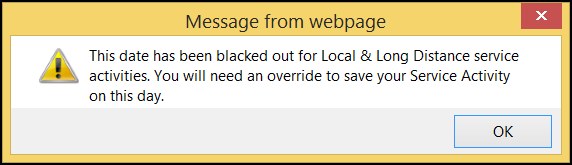 Message from webpage
This date has been blacked out for Local & Long Distance service
activities. You will need an override to save your Service Activity
on this day.
OK